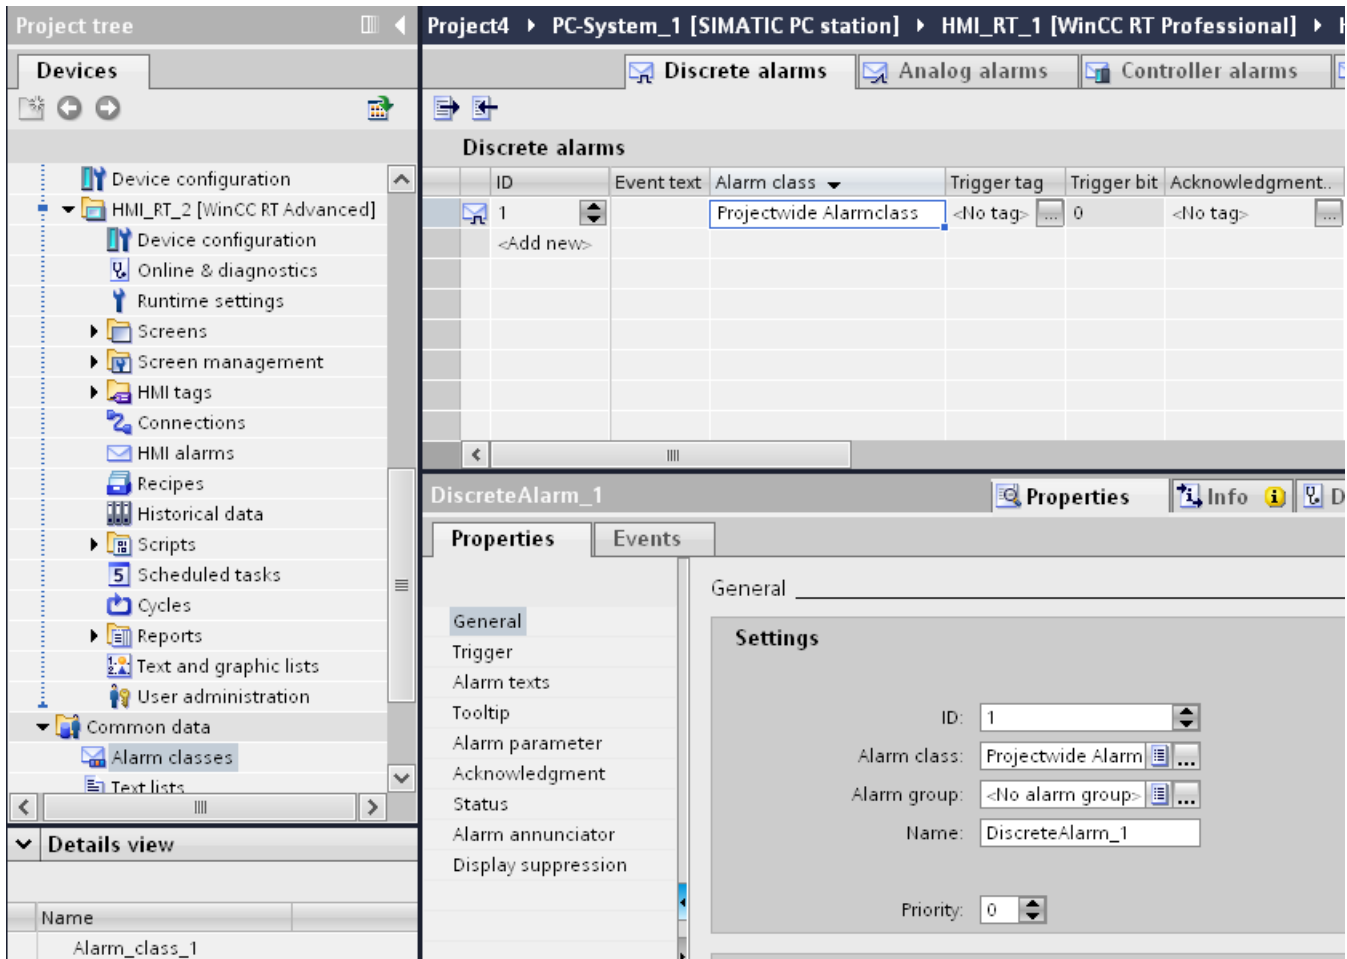 Project tree
Devices
Device configuration
HMI_RT_2 [WinCC RT Advanced]
Device configuration
Online & diagnostics
Runtime settings
Screens
Screen management
HMI tags
Connections
HMI alarms
Recipes
Historical data
Scripts
Scheduled tasks
Cycles
Reports
Text and graphic lists
User administration
Common data
Alarm classes
Text lists
Details view
Name
Alarm_class_1
Project4 PC-System_1 [SIMATIC PC station] HMI_RT_1 [WinCC RT Professional]
Discrete alarms Analog alarms Controller alarms
Discrete alarms
ID Event text Alarm class Trigger tag Trigger bit Acknowledgment..
1 Projectwide Alarmclass <No tag> ... 0 <No tag> ...
<Add new>
DiscreteAlarm_1
Properties Info D
Properties Events
General
Trigger
Alarm texts
Tooltip
Alarm parameter
Acknowledgment
Status
Alarm annunciator
Display suppression
General
Settings
ID: 1
Alarm class: Projectwide Alarm ...
Alarm group: <No alarm group> ...
Name: DiscreteAlarm_1
Priority: 0